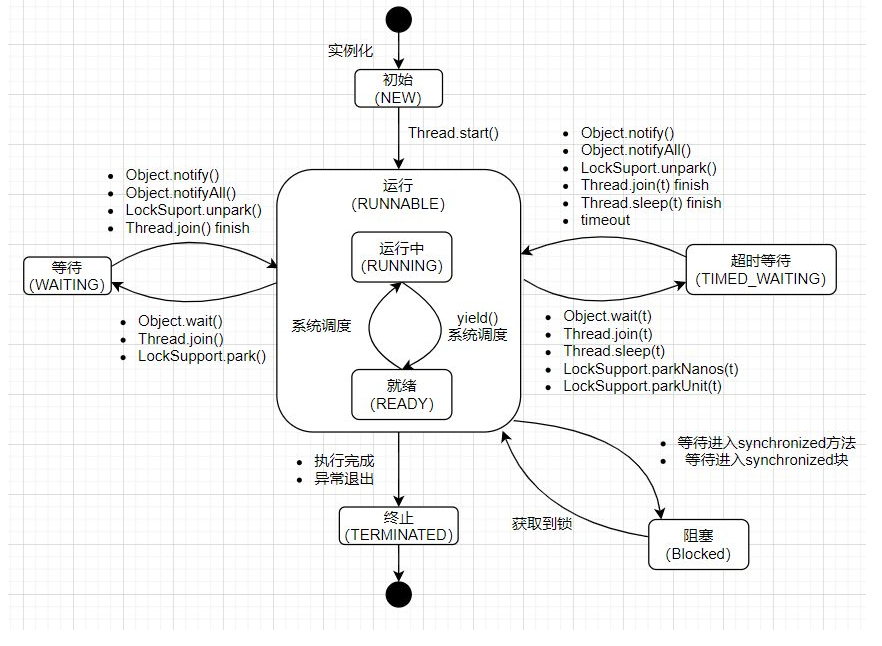 实例化
初始
(NEW)
Thread.start()
• Object.notify()
• Object.notifyAll()
• LockSuport.unpark()
• Thread.join() finish
运行
(RUNNABLE)
• Object.notify()
• Object.notifyAll()
• LockSuport.unpark()
• Thread.join(t) finish
• Thread.sleep(t) finish
• timeout
等待
(WAITING)
运行中
(RUNNING)
超时等待
(TIMED_WAITING)
• Object.wait()
• Thread.join()
• LockSupport.park()
系统调度
yield()
系统调度
• Object.wait(t)
• Thread.join(t)
• Thread.sleep(t)
• LockSupport.parkNanos(t)
• LockSupport.parkUnit(t)
就绪
(READY)
• 执行完成
• 异常退出
• 等待进入synchronized方法
• 等待进入synchronized块
获取到锁
终止
(TERMINATED)
阻塞
(Blocked)